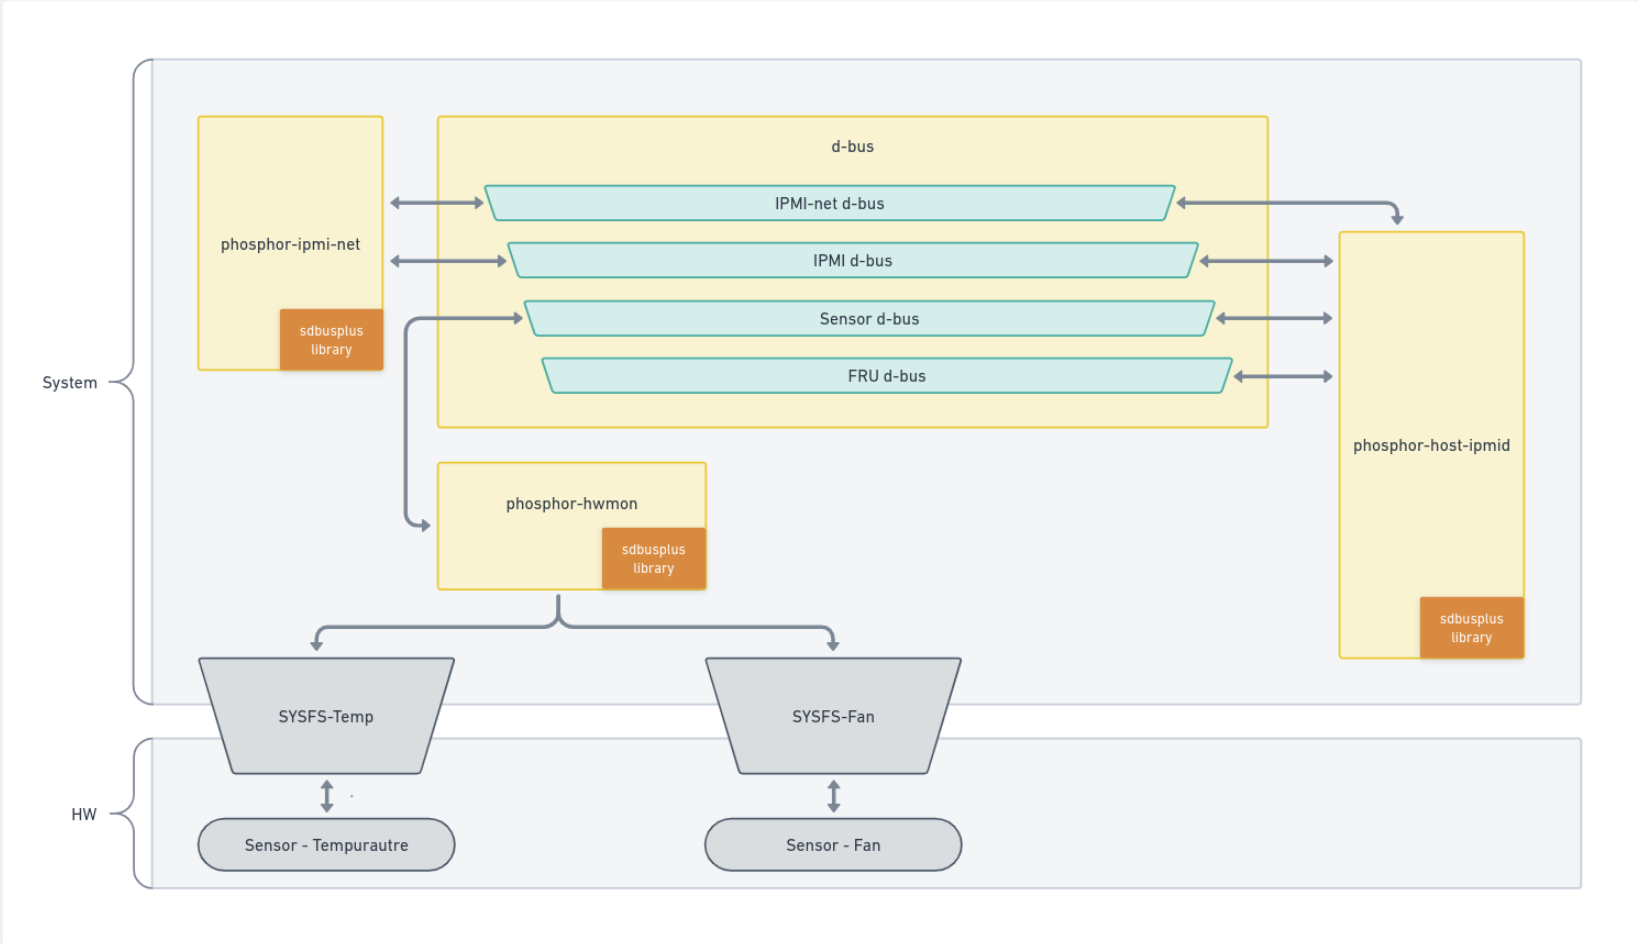 d-bus
IPMI-net d-bus
phosphor-ipmi-net
IPMI d-bus
Sensor d-bus
sdbusplus
library
FRU d-bus
System
phosphor-host-ipmid
phosphor-hwmon
sdbusplus
library
sdbusplus
library
SYSFS-Temp
SYSFS-Fan
HW
Sensor - Tempurautre
Sensor - Fan